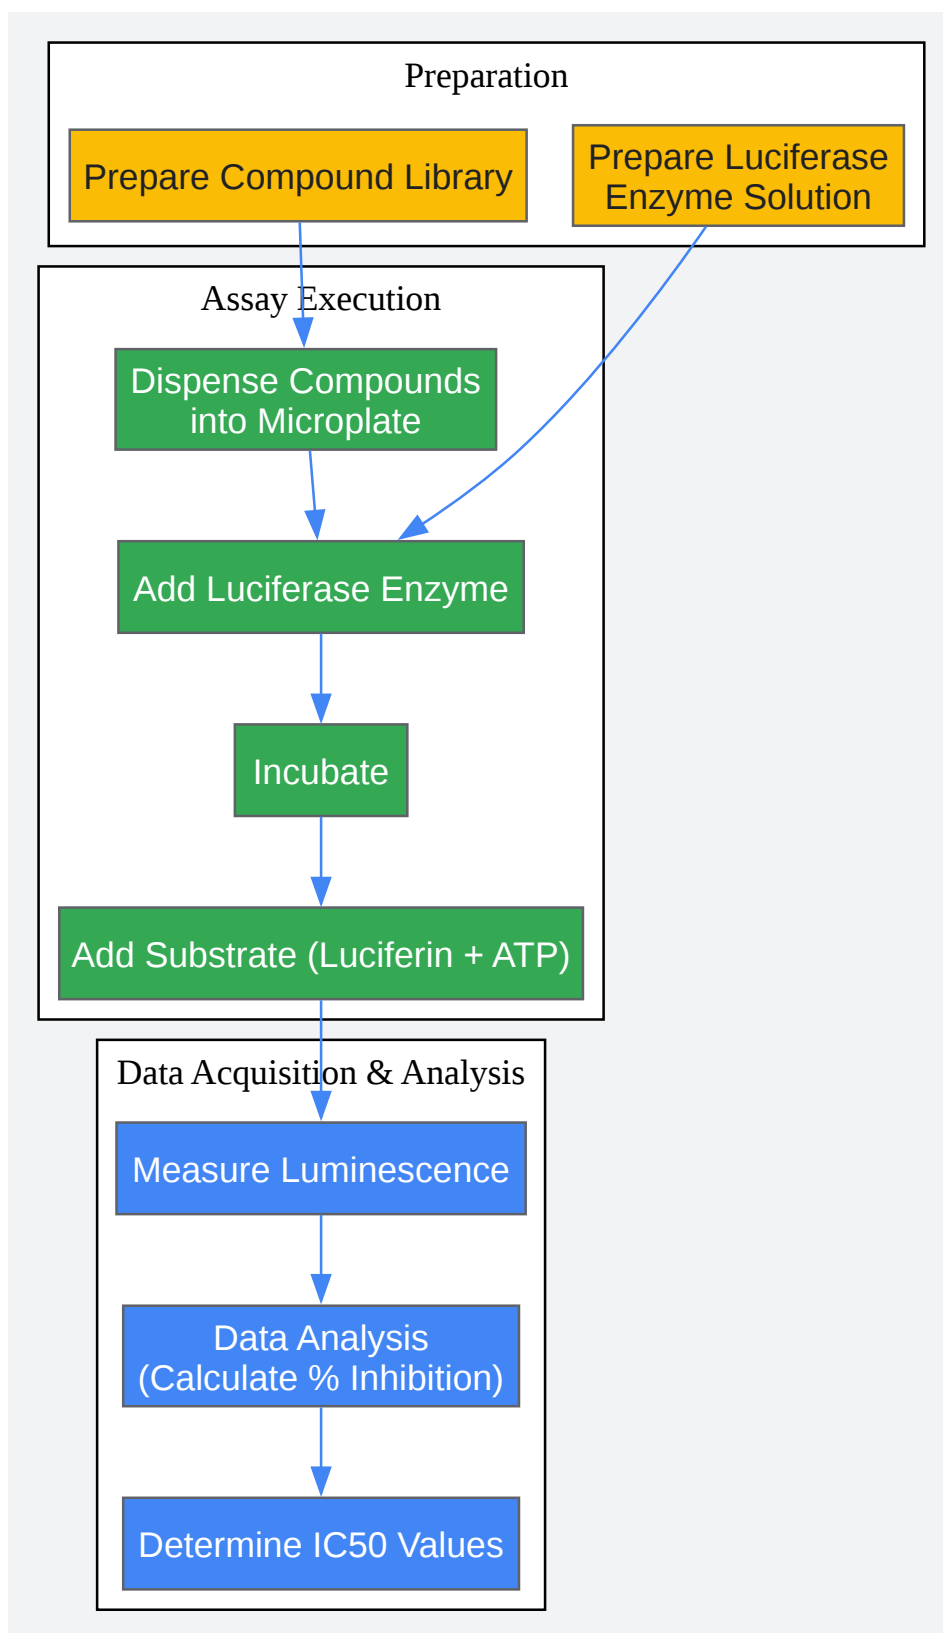 Preparation
Prepare Compound Library
Prepare Luciferase
Enzyme Solution
Assay Execution
Dispense Compounds
into Microplate
Add Luciferase Enzyme
Incubate
Add Substrate (Luciferin + ATP)
Data Acquisition & Analysis
Measure Luminescence
Data Analysis
(Calculate % Inhibition)
Determine IC50 Values